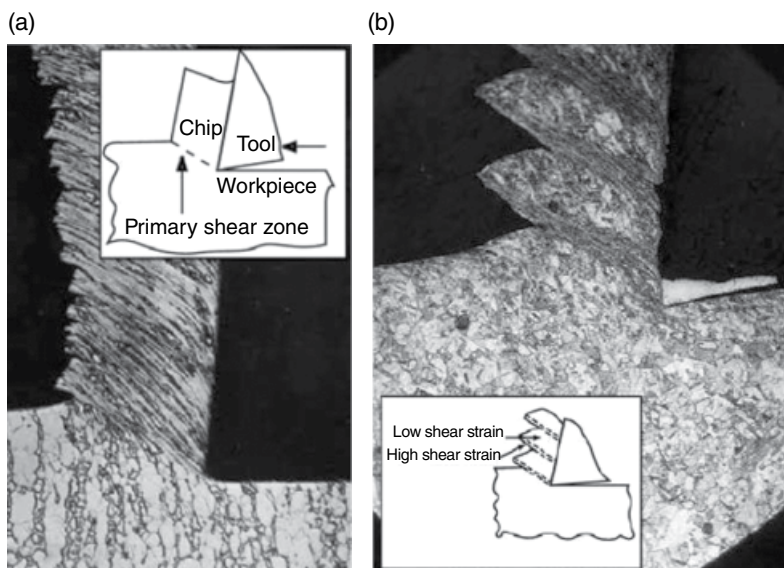 (a)
Chip
Tool
Workpiece
Primary shear zone
(b)
Low shear strain
High shear strain